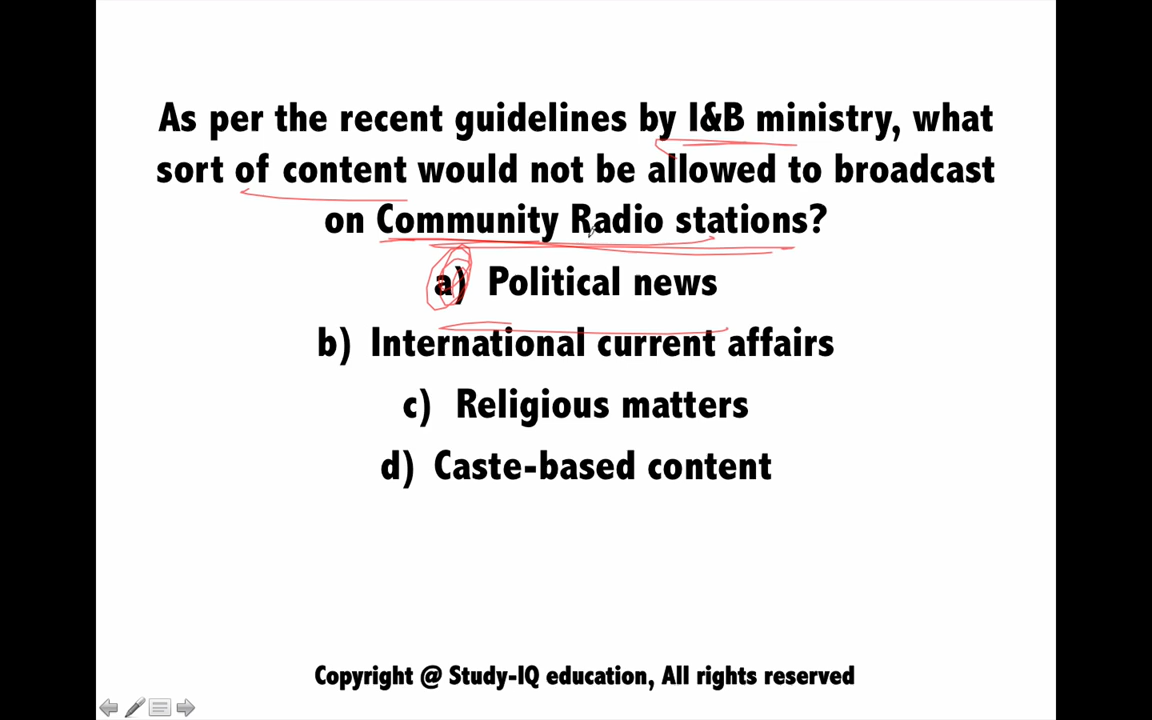 As per the recent guidelines by I&B ministry, what
sort of content would not be allowed to broadcast
on Community Radio stations?
a) Political news
b) International current affairs
c) Religious matters
d) Caste-based content
Copyright @ Study-IQ education, All rights reserved